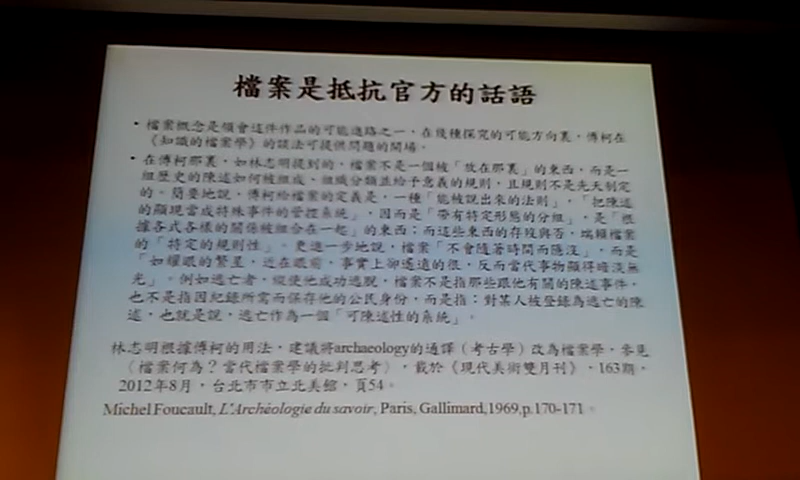 檔案是抵抗官方的話語
• 檔案概念是領會這件作品的可能進路之一，在幾種探究的可能方向裏，傅柯在
《知識的檔案學》的談法可提供問題的開場。
• 在傅柯那裏，如林志明提到的，檔案不是一個被「放在那裏」的東西，而是一
組歷史的陳述如何被組成、組織分類並給予意義的規則，且規則不是先天制定
的。簡要地說，傅柯給檔案的定義是，一種「能被說出來的法則」，「把陳述
的顯現當成特殊事件的管控系統」，因而是「帶有特定形態的分組」，是「根
據各式各樣的關係被組合在一起」的東西；而這些東西的存歿與否，端賴檔案
的「特定的規則性」。更進一步地說，檔案「不會隨著時間而隱沒」，而是
「如耀眼的繁星，近在眼前，事實上卻遙遠的很，反而當代事物顯得暗淡無
光」。例如逃亡者，縱使他成功逃脫，檔案不是指那些跟他有關的陳述事件，
也不是指因紀錄所需而保存他的公民身份，而是指：對某人被登錄為逃亡的陳
述，也就是說，逃亡作為一個「可陳述性的系統」。
林志明根據傅柯的用法，建議將archaeology的通譯（考古學）改為檔案學，參見
〈檔案何為？當代檔案學的批判思考〉，載於《現代美術雙月刊》，163期，
2012年8月，台北市市立北美館，頁54。
Michel Foucault, L'Archéologie du savoir, Paris, Gallimard,1969,p.170-171。